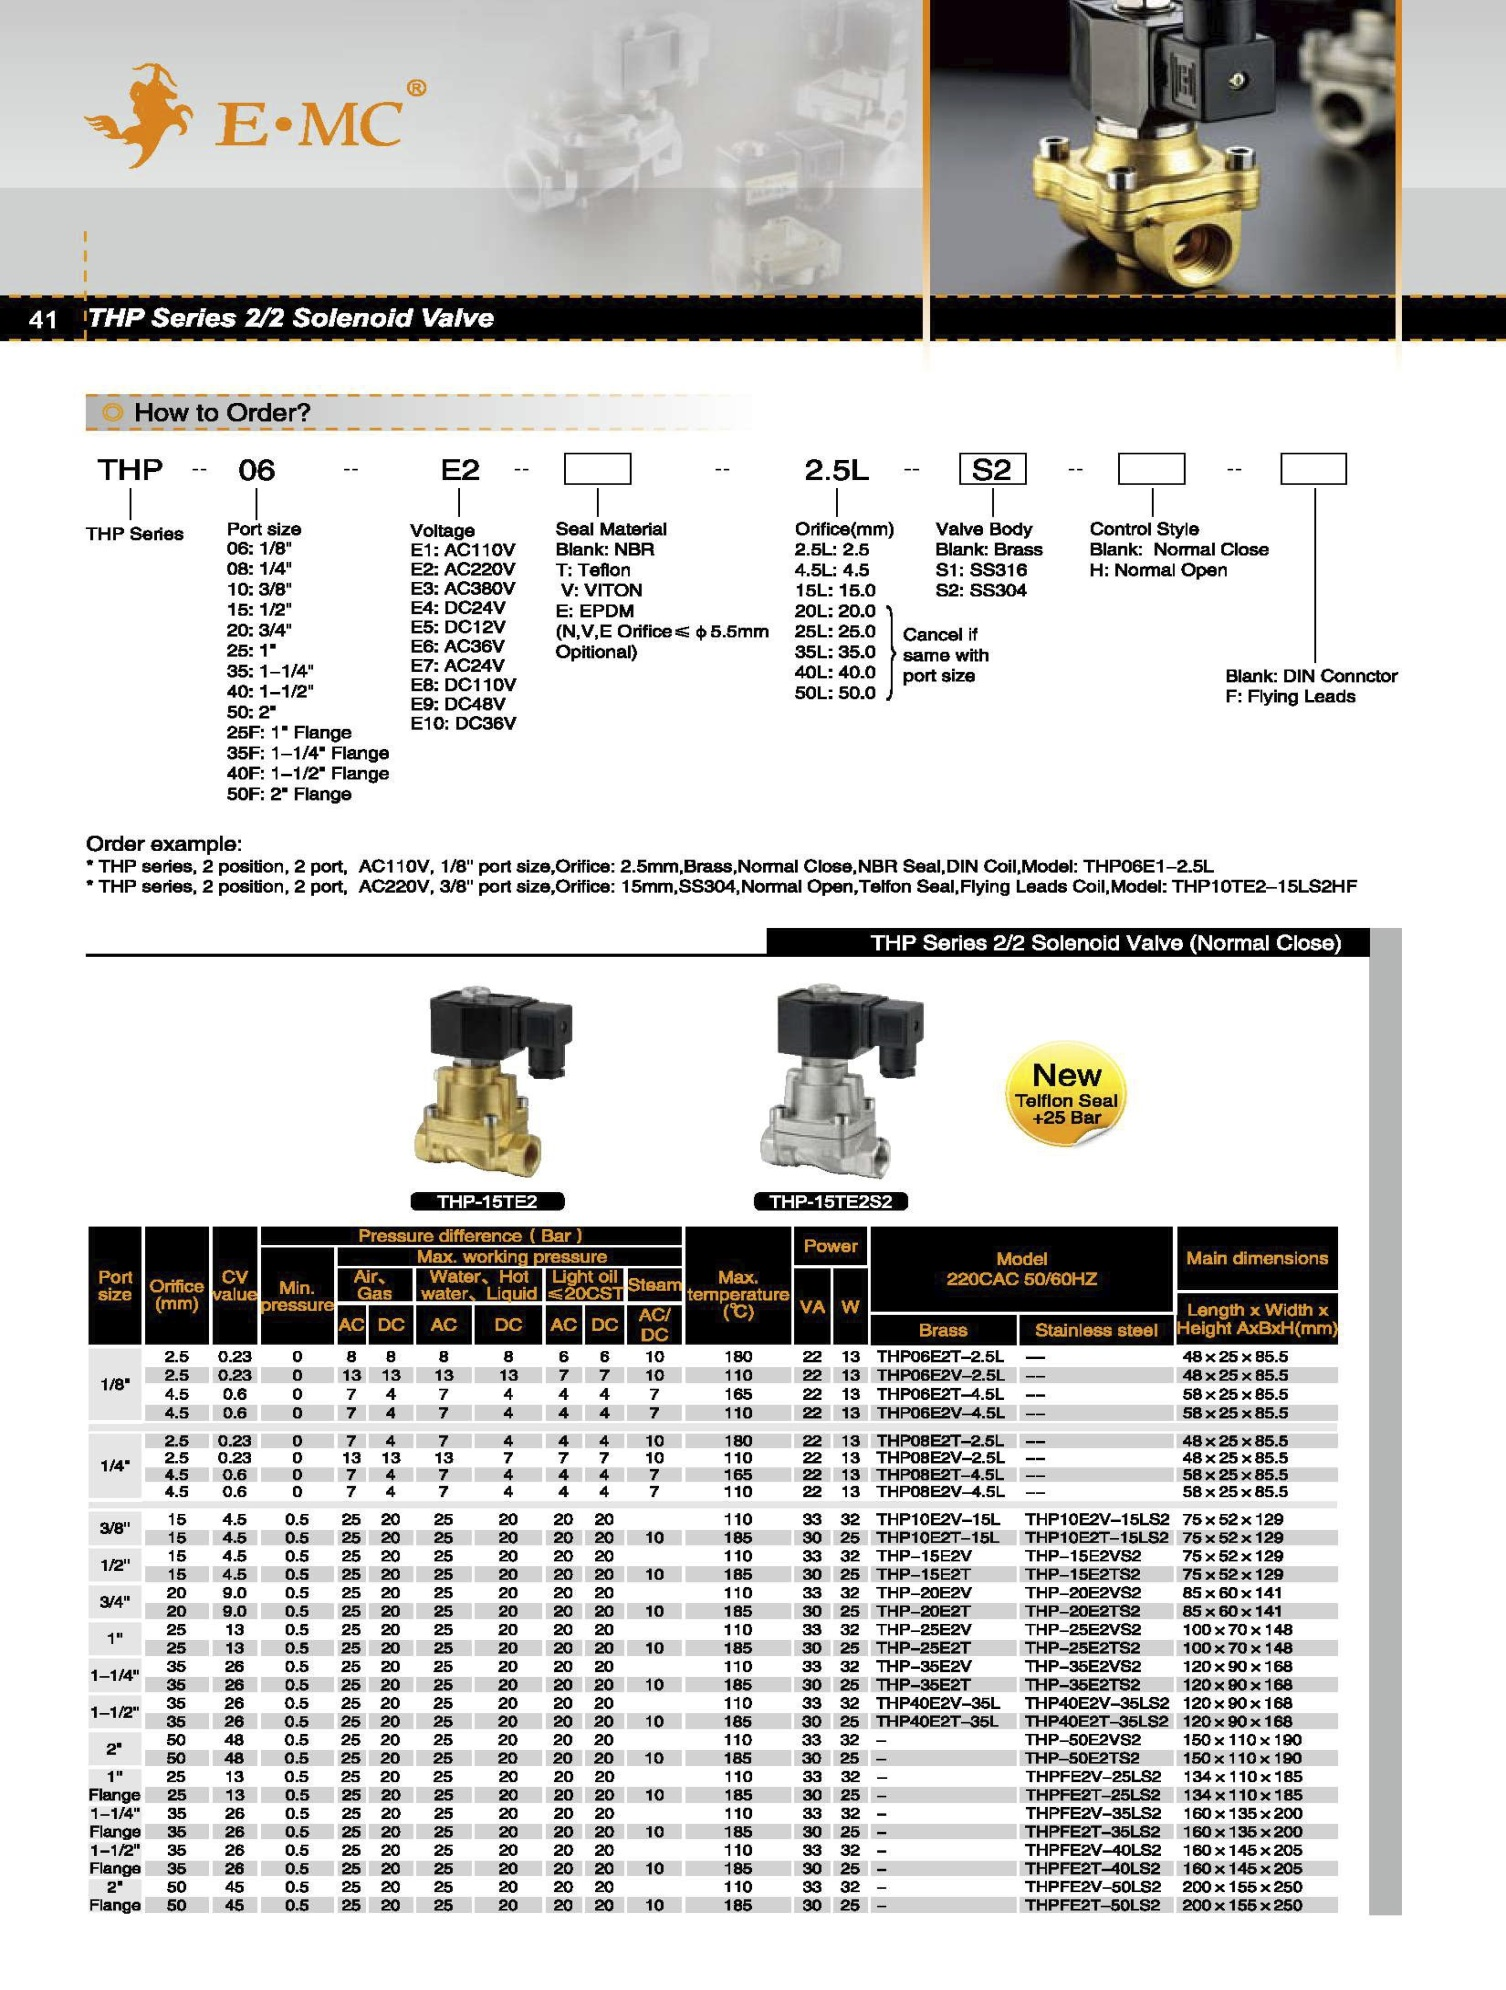 E·MC®
41 THP Series 2/2 Solenoid Valve
How to Order?
THP -- 06 -- E2 -- -- 2.5L -- S2 -- --
THP Series
Port size
06: 1/8"
08: 1/4"
10: 3/8"
15: 1/2"
20: 3/4"
25: 1"
35: 1-1/4"
40: 1-1/2"
50: 2"
25F: 1" Flange
35F: 1-1/4" Flange
40F: 1-1/2" Flange
50F: 2" Flange
Voltage
E1: AC110V
E2: AC220V
E3: AC380V
E4: DC24V
E5: DC12V
E6: AC36V
E7: AC24V
E8: DC110V
E9: DC48V
E10: DC36V
Seal Material
Blank: NBR
T: Teflon
V: VITON
E: EPDM
(N,V,E Orifice≤ φ5.5mm
Opitional)
Orifice(mm)
2.5L: 2.5
4.5L: 4.5
15L: 15.0
20L: 20.0
25L: 25.0
35L: 35.0
40L: 40.0
50L: 50.0
Cancel if
same with
port size
Valve Body
Blank: Brass
S1: SS316
S2: SS304
Control Style
Blank: Normal Close
H: Normal Open
Blank: DIN Connctor
F: Flying Leads
Order example:
* THP series, 2 position, 2 port, AC110V, 1/8" port size,Orifice: 2.5mm,Brass,Normal Close,NBR Seal,DIN Coil,Model: THP06E1-2.5L
* THP series, 2 position, 2 port, AC220V, 3/8" port size,Orifice: 15mm,SS304,Normal Open,Telfon Seal,Flying Leads Coil,Model: THP10TE2-15LS2HF
THP Series 2/2 Solenoid Valve (Normal Close)
New
Telflon Seal
+25 Bar
THP-15TE2
THP-15TE2S2
Port size | Orifice (mm) | CV value | Pressure difference ( Bar ) | Max. temperature (℃) | Power | Model 220CAC 50/60HZ | Main dimensions
Min. pressure | Max. working pressure
Air、Gas | Water、Hot water、Liquid | Light oil ≤20CST | Steam
AC | DC | AC | DC | AC | DC | AC/DC | VA | W | Brass | Stainless steel | Length x Width x Height AxBxH(mm)
1/8"
2.5 0.23 0 8 8 8 8 6 6 10 180 22 13 THP06E2T-2.5L — 48×25×85.5
2.5 0.23 0 13 13 13 13 7 7 10 110 22 13 THP06E2V-2.5L -- 48×25×85.5
4.5 0.6 0 7 4 7 4 4 4 7 165 22 13 THP06E2T-4.5L -- 58×25×85.5
4.5 0.6 0 7 4 7 4 4 4 7 110 22 13 THP06E2V-4.5L -- 58×25×85.5
1/4"
2.5 0.23 0 7 4 7 4 4 4 10 180 22 13 THP08E2T-2.5L -- 48×25×85.5
2.5 0.23 0 13 13 13 7 7 7 10 110 22 13 THP08E2V-2.5L -- 48×25×85.5
4.5 0.6 0 7 4 7 4 4 4 7 165 22 13 THP08E2T-4.5L -- 58×25×85.5
4.5 0.6 0 7 4 7 4 4 4 7 110 22 13 THP08E2V-4.5L -- 58×25×85.5
3/8"
15 4.5 0.5 25 20 25 20 20 20 110 33 32 THP10E2V-15L THP10E2V-15LS2 75×52×129
15 4.5 0.5 25 20 25 20 20 20 10 185 30 25 THP10E2T-15L THP10E2T-15LS2 75×52×129
1/2"
15 4.5 0.5 25 20 25 20 20 20 110 33 32 THP-15E2V THP-15E2VS2 75×52×129
15 4.5 0.5 25 20 25 20 20 20 10 185 30 25 THP-15E2T THP-15E2TS2 75×52×129
3/4"
20 9.0 0.5 25 20 25 20 20 20 110 33 32 THP-20E2V THP-20E2VS2 85×60×141
20 9.0 0.5 25 20 25 20 20 20 10 185 30 25 THP-20E2T THP-20E2TS2 85×60×141
1"
25 13 0.5 25 20 25 20 20 20 110 33 32 THP-25E2V THP-25E2VS2 100×70×148
25 13 0.5 25 20 25 20 20 20 10 185 30 25 THP-25E2T THP-25E2TS2 100×70×148
1-1/4"
35 26 0.5 25 20 25 20 20 20 110 33 32 THP-35E2V THP-35E2VS2 120×90×168
35 26 0.5 25 20 25 20 20 20 10 185 30 25 THP-35E2T THP-35E2TS2 120×90×168
1-1/2"
35 26 0.5 25 20 25 20 20 20 110 33 32 THP40E2V-35L THP40E2V-35LS2 120×90×168
35 26 0.5 25 20 25 20 20 20 10 185 30 25 THP40E2T-35L THP40E2T-35LS2 120×90×168
2"
50 48 0.5 25 20 25 20 20 20 110 33 32 - THP-50E2VS2 150×110×190
50 48 0.5 25 20 25 20 20 20 10 185 30 25 - THP-50E2TS2 150×110×190
1" 25 13 0.5 25 20 25 20 20 20 110 33 32 - THPFE2V-25LS2 134×110×185
Flange 25 13 0.5 25 20 25 20 20 20 10 185 30 25 - THPFE2T-25LS2 134×110×185
1-1/4" 35 26 0.5 25 20 25 20 20 20 110 33 32 - THPFE2V-35LS2 160×135×200
Flange 35 26 0.5 25 20 25 20 20 20 10 185 30 25 - THPFE2T-35LS2 160×135×200
1-1/2" 35 26 0.5 25 20 25 20 20 20 110 33 32 - THPFE2V-40LS2 160×145×205
Flange 35 26 0.5 25 20 25 20 20 20 10 185 30 25 - THPFE2T-40LS2 160×145×205
2" 50 45 0.5 25 20 25 20 20 20 110 33 32 - THPFE2V-50LS2 200×155×250
Flange 50 45 0.5 25 20 25 20 20 20 10 185 30 25 - THPFE2T-50LS2 200×155×250